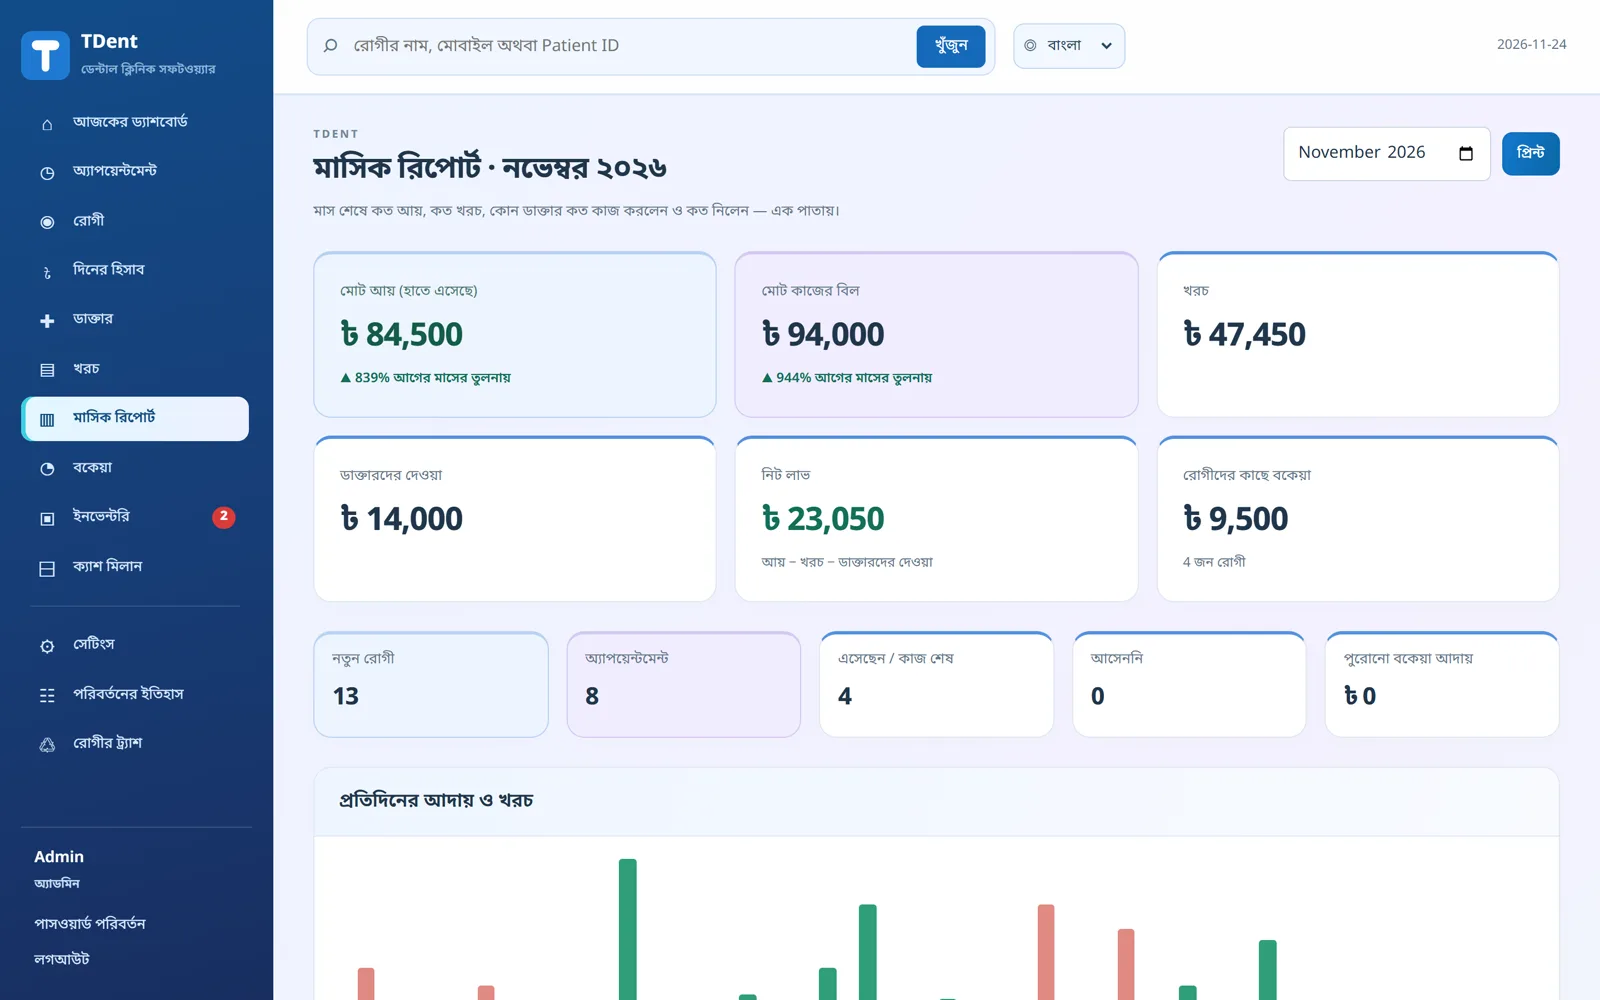 TDent
ডেন্টাল ক্লিনিক সফটওয়্যার
আজকের ড্যাশবোর্ড
অ্যাপয়েন্টমেন্ট
রোগী
৳ দিনের হিসাব
ডাক্তার
খরচ
মাসিক রিপোর্ট
বকেয়া
ইনভেন্টরি 2
ক্যাশ মিলান
সেটিংস
পরিবর্তনের ইতিহাস
রোগীর ট্র্যাশ
Admin
অ্যাডমিন
পাসওয়ার্ড পরিবর্তন
লগআউট
রোগীর নাম, মোবাইল অথবা Patient ID
খুঁজুন
বাংলা
2026-11-24
TDENT
মাসিক রিপোর্ট · নভেম্বর ২০২৬
মাস শেষে কত আয়, কত খরচ, কোন ডাক্তার কত কাজ করলেন ও কত নিলেন — এক পাতায়।
November 2026
প্রিন্ট
মোট আয় (হাতে এসেছে)
৳ 84,500
▲ 839% আগের মাসের তুলনায়
মোট কাজের বিল
৳ 94,000
▲ 944% আগের মাসের তুলনায়
খরচ
৳ 47,450
ডাক্তারদের দেওয়া
৳ 14,000
নিট লাভ
৳ 23,050
আয় − খরচ − ডাক্তারদের দেওয়া
রোগীদের কাছে বকেয়া
৳ 9,500
4 জন রোগী
নতুন রোগী
13
অ্যাপয়েন্টমেন্ট
8
এসেছেন / কাজ শেষ
4
আসেননি
0
পুরোনো বকেয়া আদায়
৳ 0
প্রতিদিনের আদায় ও খরচ